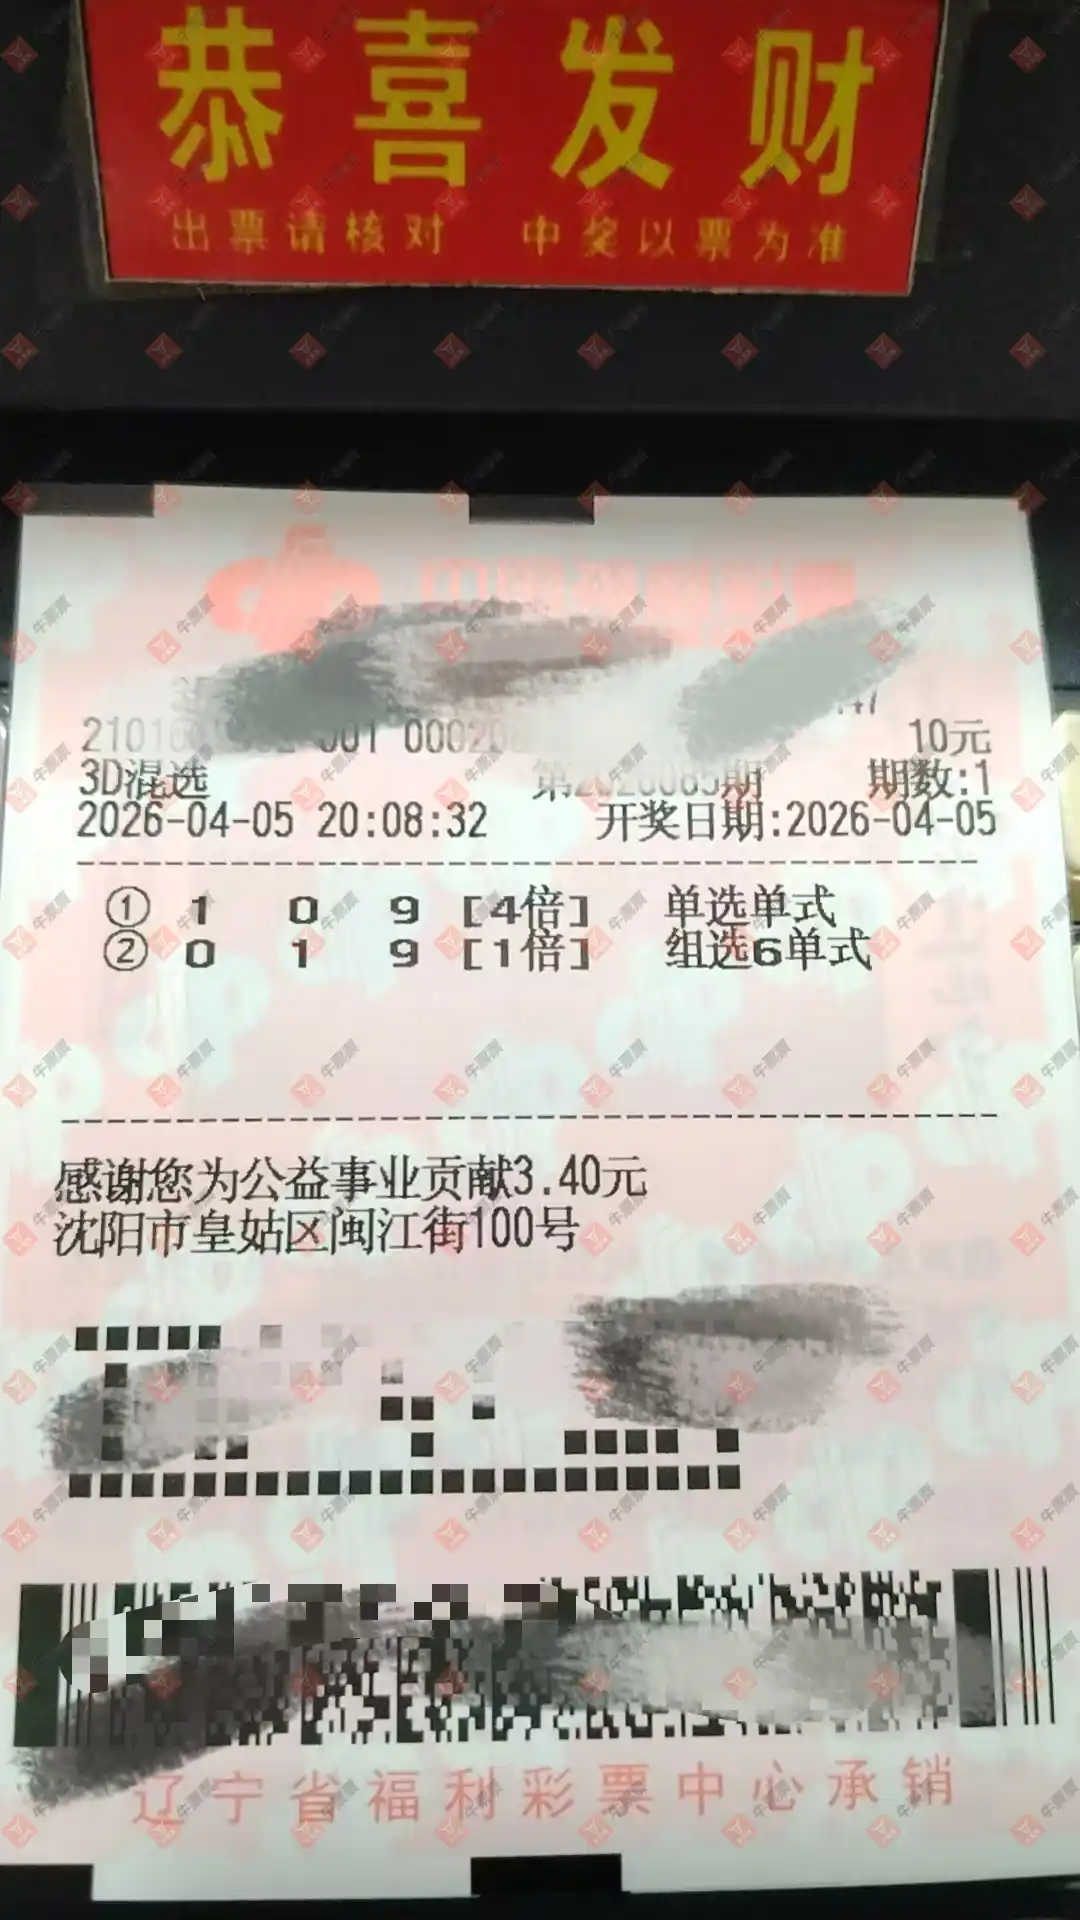 恭喜发财
出票请核对 中奖以票为准
10元
3D混选 期数:1
2026-04-05 20:08:32 开奖日期:2026-04-05
① 1 0 9 [4倍] 单选单式
② 0 1 9 [1倍] 组选6单式
感谢您为公益事业贡献3.40元
沈阳市皇姑区闽江街100号
辽宁省福利彩票中心承销
牛票票